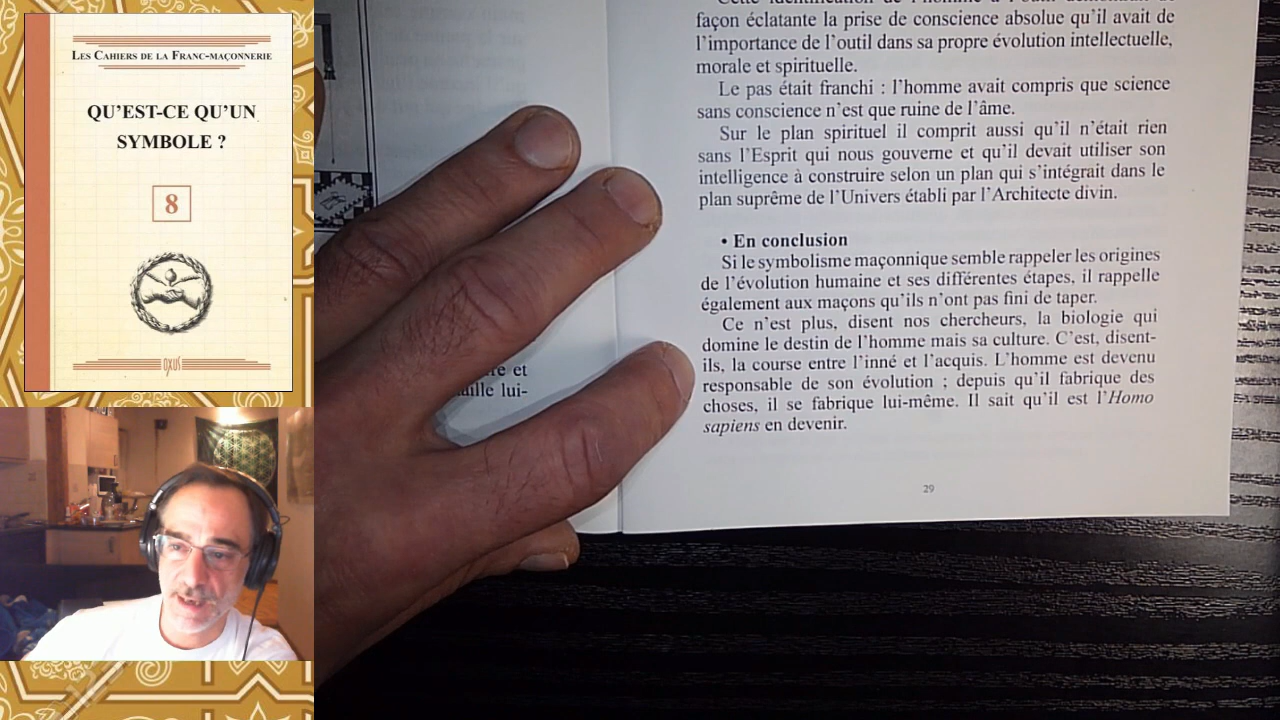 Les Cahiers de la Franc-maçonnerie
QU'EST-CE QU'UN
SYMBOLE ?
8
OXUS
façon éclatante la prise de conscience absolue qu'il avait de
l'importance de l'outil dans sa propre évolution intellectuelle,
morale et spirituelle.
Le pas était franchi : l'homme avait compris que science
sans conscience n'est que ruine de l'âme.
Sur le plan spirituel il comprit aussi qu'il n'était rien
sans l'Esprit qui nous gouverne et qu'il devait utiliser son
intelligence à construire selon un plan qui s'intégrait dans le
plan suprême de l'Univers établi par l'Architecte divin.
• En conclusion
Si le symbolisme maçonnique semble rappeler les origines
de l'évolution humaine et ses différentes étapes, il rappelle
également aux maçons qu'ils n'ont pas fini de taper.
Ce n'est plus, disent nos chercheurs, la biologie qui
domine le destin de l'homme mais sa culture. C'est, disent-
ils, la course entre l'inné et l'acquis. L'homme est devenu
responsable de son évolution ; depuis qu'il fabrique des
choses, il se fabrique lui-même. Il sait qu'il est l'Homo
sapiens en devenir.
29
et
lui-